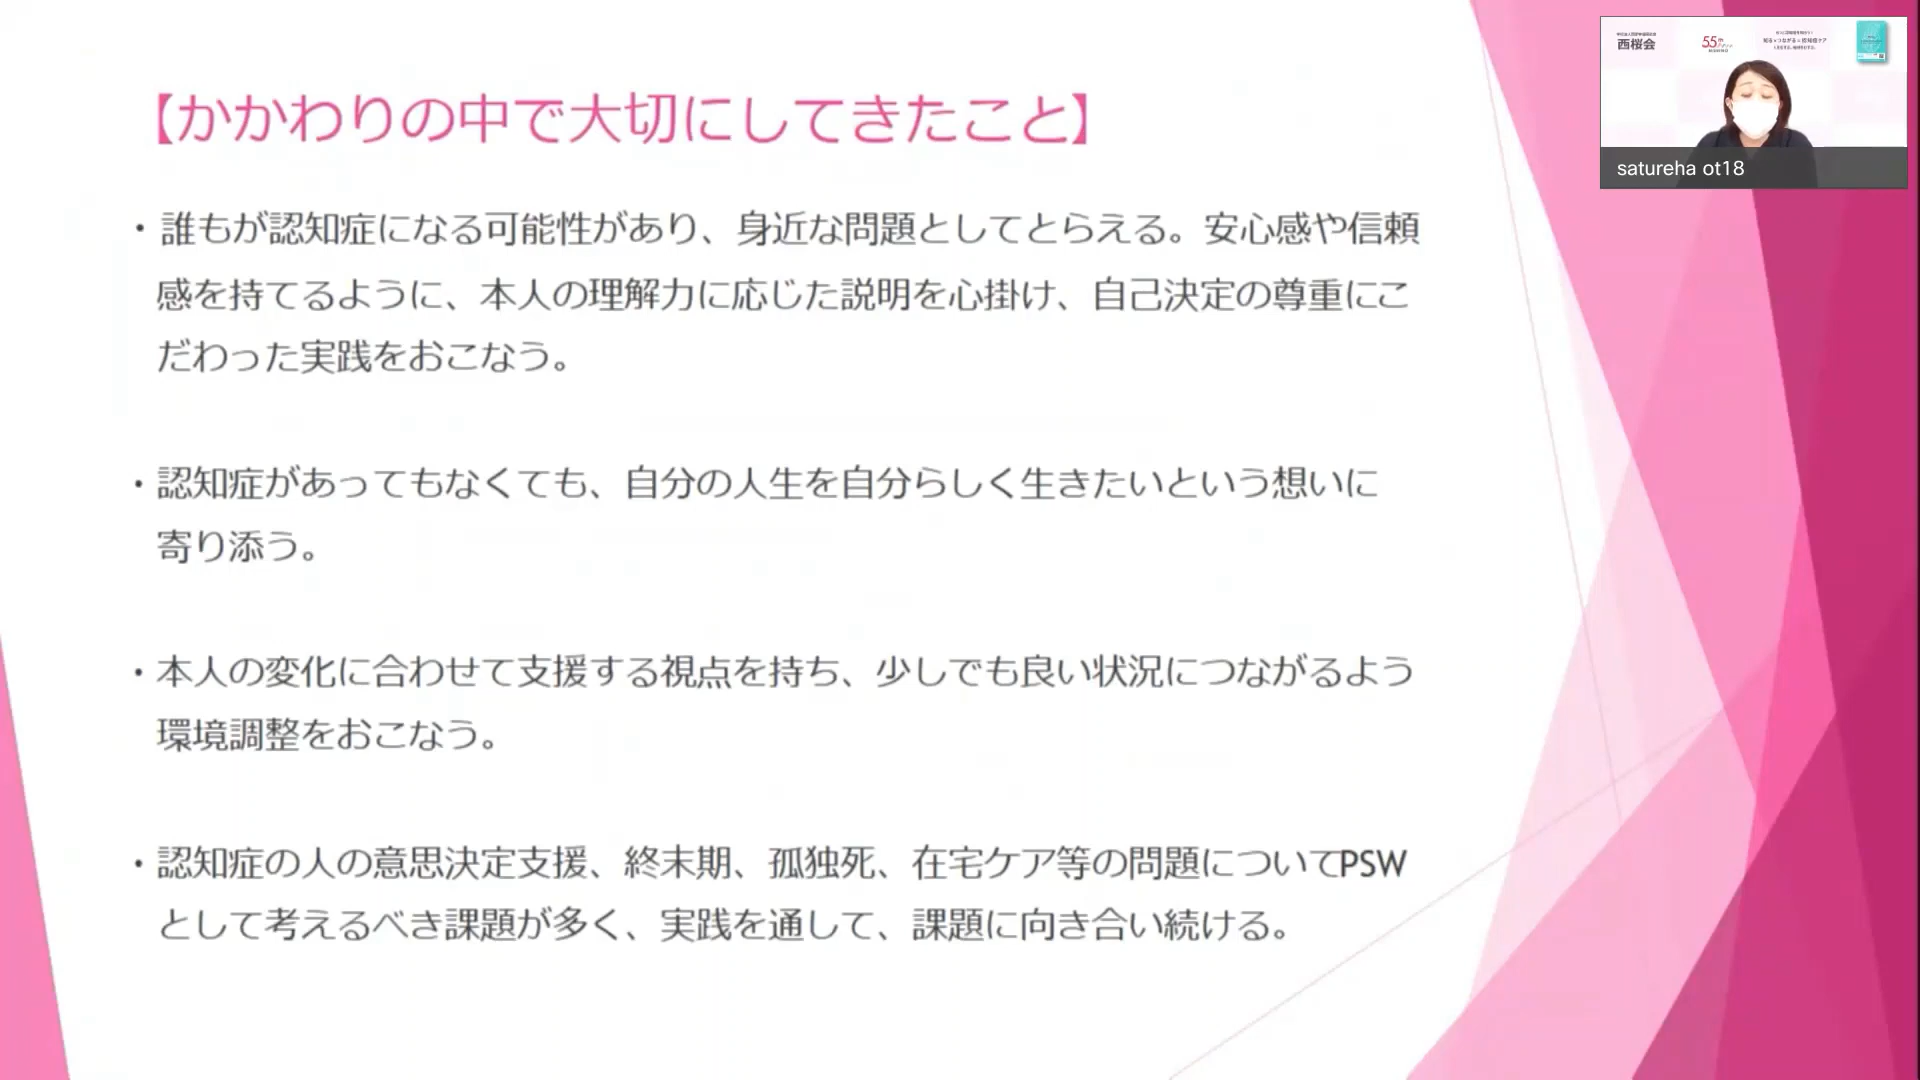 【かかわりの中で大切にしてきたこと】
・誰もが認知症になる可能性があり、身近な問題としてとらえる。安心感や信頼
感を持てるように、本人の理解力に応じた説明を心掛け、自己決定の尊重にこ
だわった実践をおこなう。
・認知症があってもなくても、自分の人生を自分らしく生きたいという想いに
寄り添う。
・本人の変化に合わせて支援する視点を持ち、少しでも良い状況につながるよう
環境調整をおこなう。
・認知症の人の意思決定支援、終末期、孤独死、在宅ケア等の問題についてPSW
として考えるべき課題が多く、実践を通して、課題に向き合い続ける。
西桜会
55th
satureha ot18